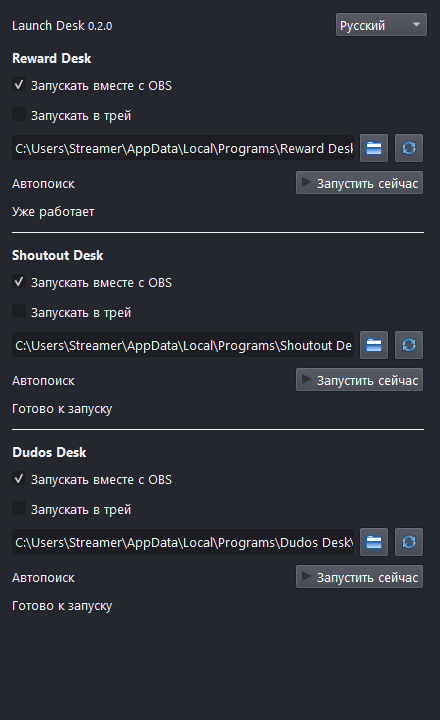 Launch Desk 0.2.0 Русский
Reward Desk
Запускать вместе с OBS
Запускать в трей
C:\Users\Streamer\AppData\Local\Programs\Reward Desk
Автопоиск Запустить сейчас
Уже работает
Shoutout Desk
Запускать вместе с OBS
Запускать в трей
C:\Users\Streamer\AppData\Local\Programs\Shoutout De
Автопоиск Запустить сейчас
Готово к запуску
Dudos Desk
Запускать вместе с OBS
Запускать в трей
C:\Users\Streamer\AppData\Local\Programs\Dudos Desk\
Автопоиск Запустить сейчас
Готово к запуску